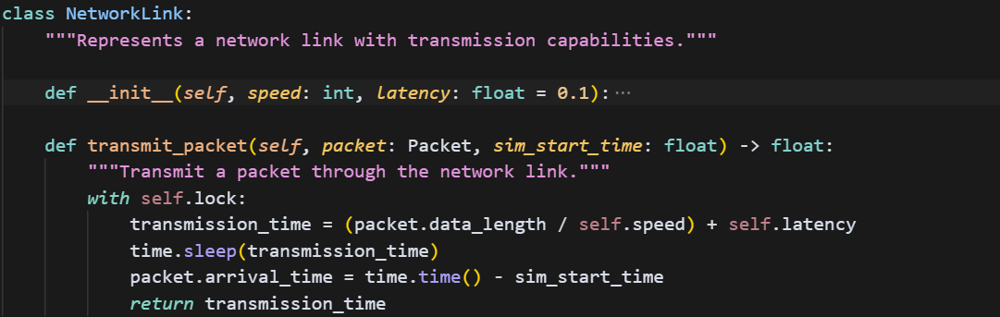 class NetworkLink:
    """Represents a network link with transmission capabilities."""
    def __init__(self, speed: int, latency: float = 0.1):···
    def transmit_packet(self, packet: Packet, sim_start_time: float) -> float:
        """Transmit a packet through the network link."""
        with self.lock:
            transmission_time = (packet.data_length / self.speed) + self.latency
            time.sleep(transmission_time)
            packet.arrival_time = time.time() - sim_start_time
            return transmission_time